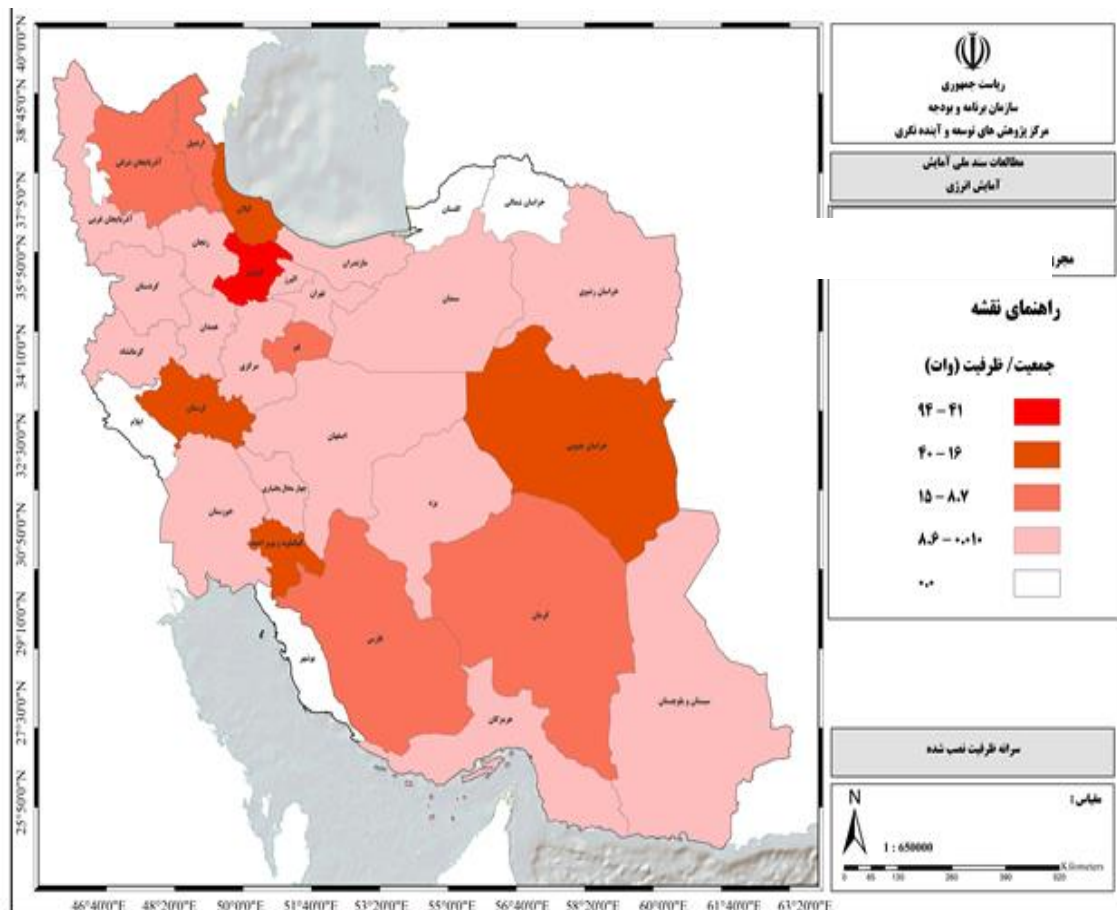 ریاست جمهوری
سازمان برنامه و بودجه
مرکز پژوهش های توسعه و آینده نگری
مطالعات سند ملی آمایش
آمایش انرژی
مجری
راهنمای نقشه
جمعیت/ ظرفیت (وات)
۹۴ - ۴۱
۴۰ - ۱۶
۱۵ - ۸.۷
۸.۶ - ۰.۰۱۰
۰.۰
سرانه ظرفیت نصب شده
مقیاس :
N
1 : 650000
Kilometers
0 65 130 260 390 520
40°0'0"N
38°45'0"N
37°5'0"N
35°50'0"N
34°10'0"N
32°30'0"N
30°50'0"N
29°10'0"N
27°30'0"N
25°50'0"N
46°40'0"E 48°20'0"E 50°0'0"E 51°40'0"E 53°20'0"E 55°0'0"E 56°40'0"E 58°20'0"E 60°0'0"E 61°40'0"E 63°20'0"E
آذربایجان شرقی
اردبیل
گیلان
آذربایجان غربی
زنجان
گلستان
خراسان شمالی
مازندران
البرز
تهران
کردستان
سمنان
خراسان رضوی
همدان
کرمانشاه
مرکزی
قم
لرستان
ایلام
اصفهان
خراسان جنوبی
خوزستان
چهار محال بختیاری
یزد
کهگیلویه و بویر احمد
فارس
کرمان
بوشهر
هرمزگان
سیستان و بلوچستان